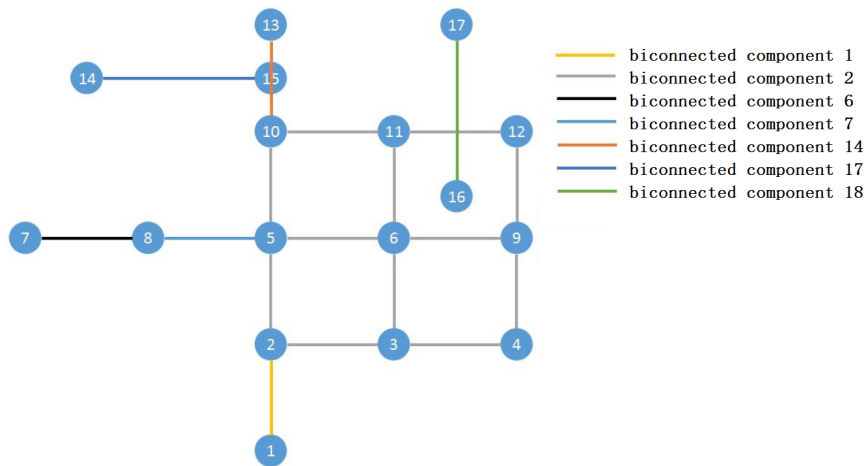 13
17
14
15
10
11
12
16
7
8
5
6
9
2
3
4
1
biconnected component 1
biconnected component 2
biconnected component 6
biconnected component 7
biconnected component 14
biconnected component 17
biconnected component 18